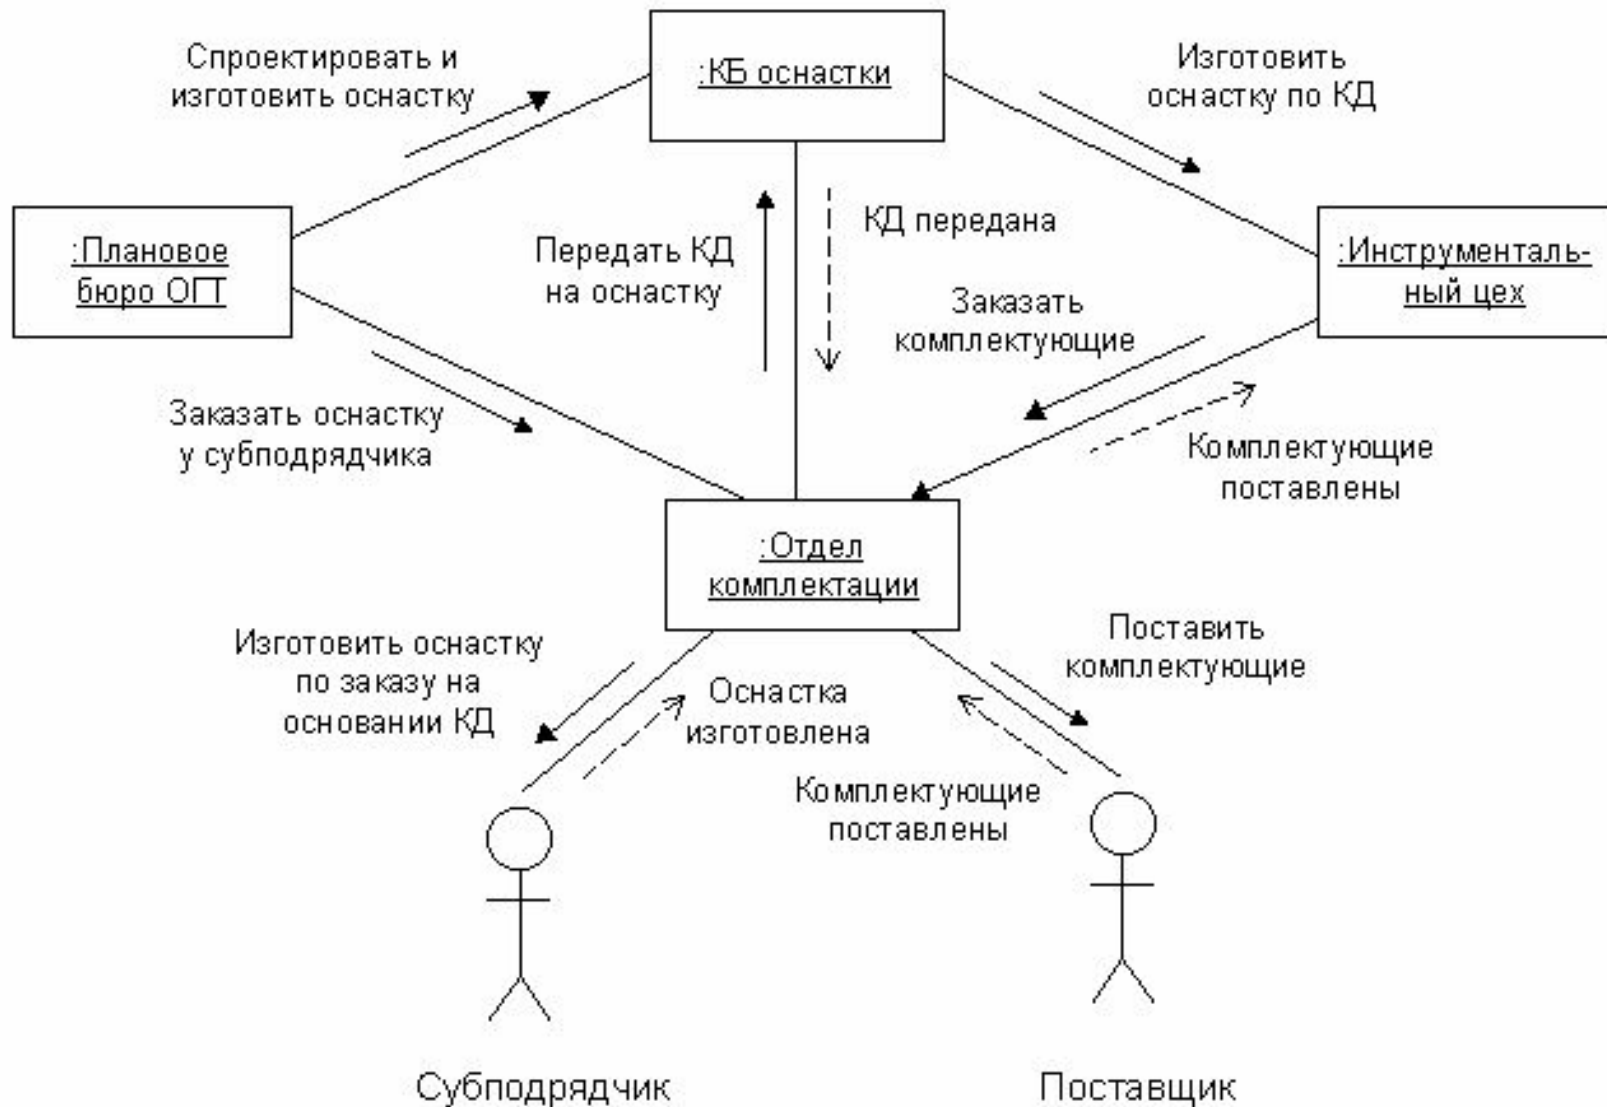 Спроектировать и
изготовить оснастку
:КБ оснастки
Изготовить
оснастку по КД
:Плановое
бюро ОГТ
Передать КД
на оснастку
КД передана
:Инструменталь-
ный цех
Заказать
комплектующие
Заказать оснастку
у субподрядчика
Комплектующие
поставлены
:Отдел
комплектации
Изготовить оснастку
по заказу на
основании КД
Оснастка
изготовлена
Поставить
комплектующие
Комплектующие
поставлены
Субподрядчик
Поставщик